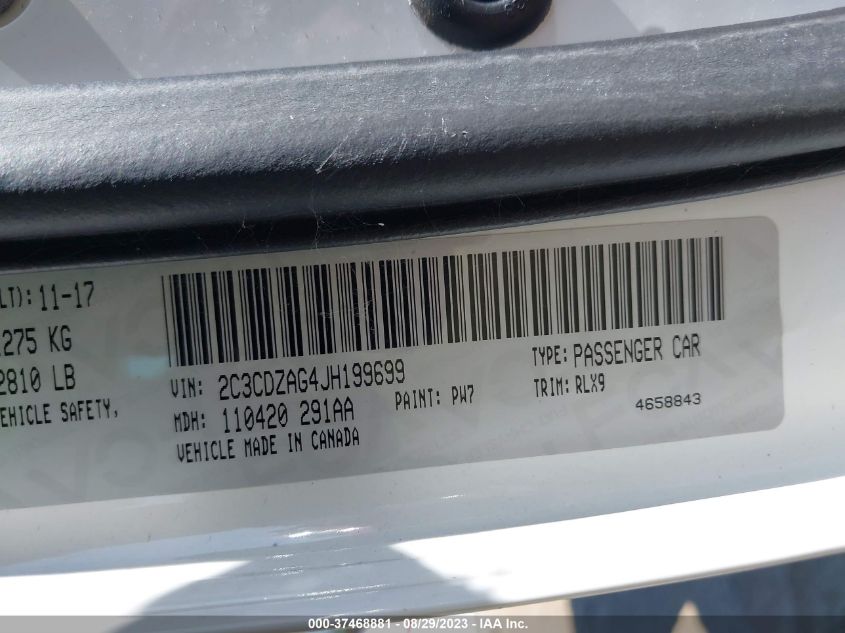 LT): 11-17
275 KG
2810 LB
EHICLE SAFETY,
VIN: 2C3CDZAG4JH199699
TYPE: PASSENGER CAR
MDH: 110420 291AA
PAINT: PW7
TRIM: RLX9
VEHICLE MADE IN CANADA
4658843
000-37468881 - 08/29/2023 - IAA Inc.